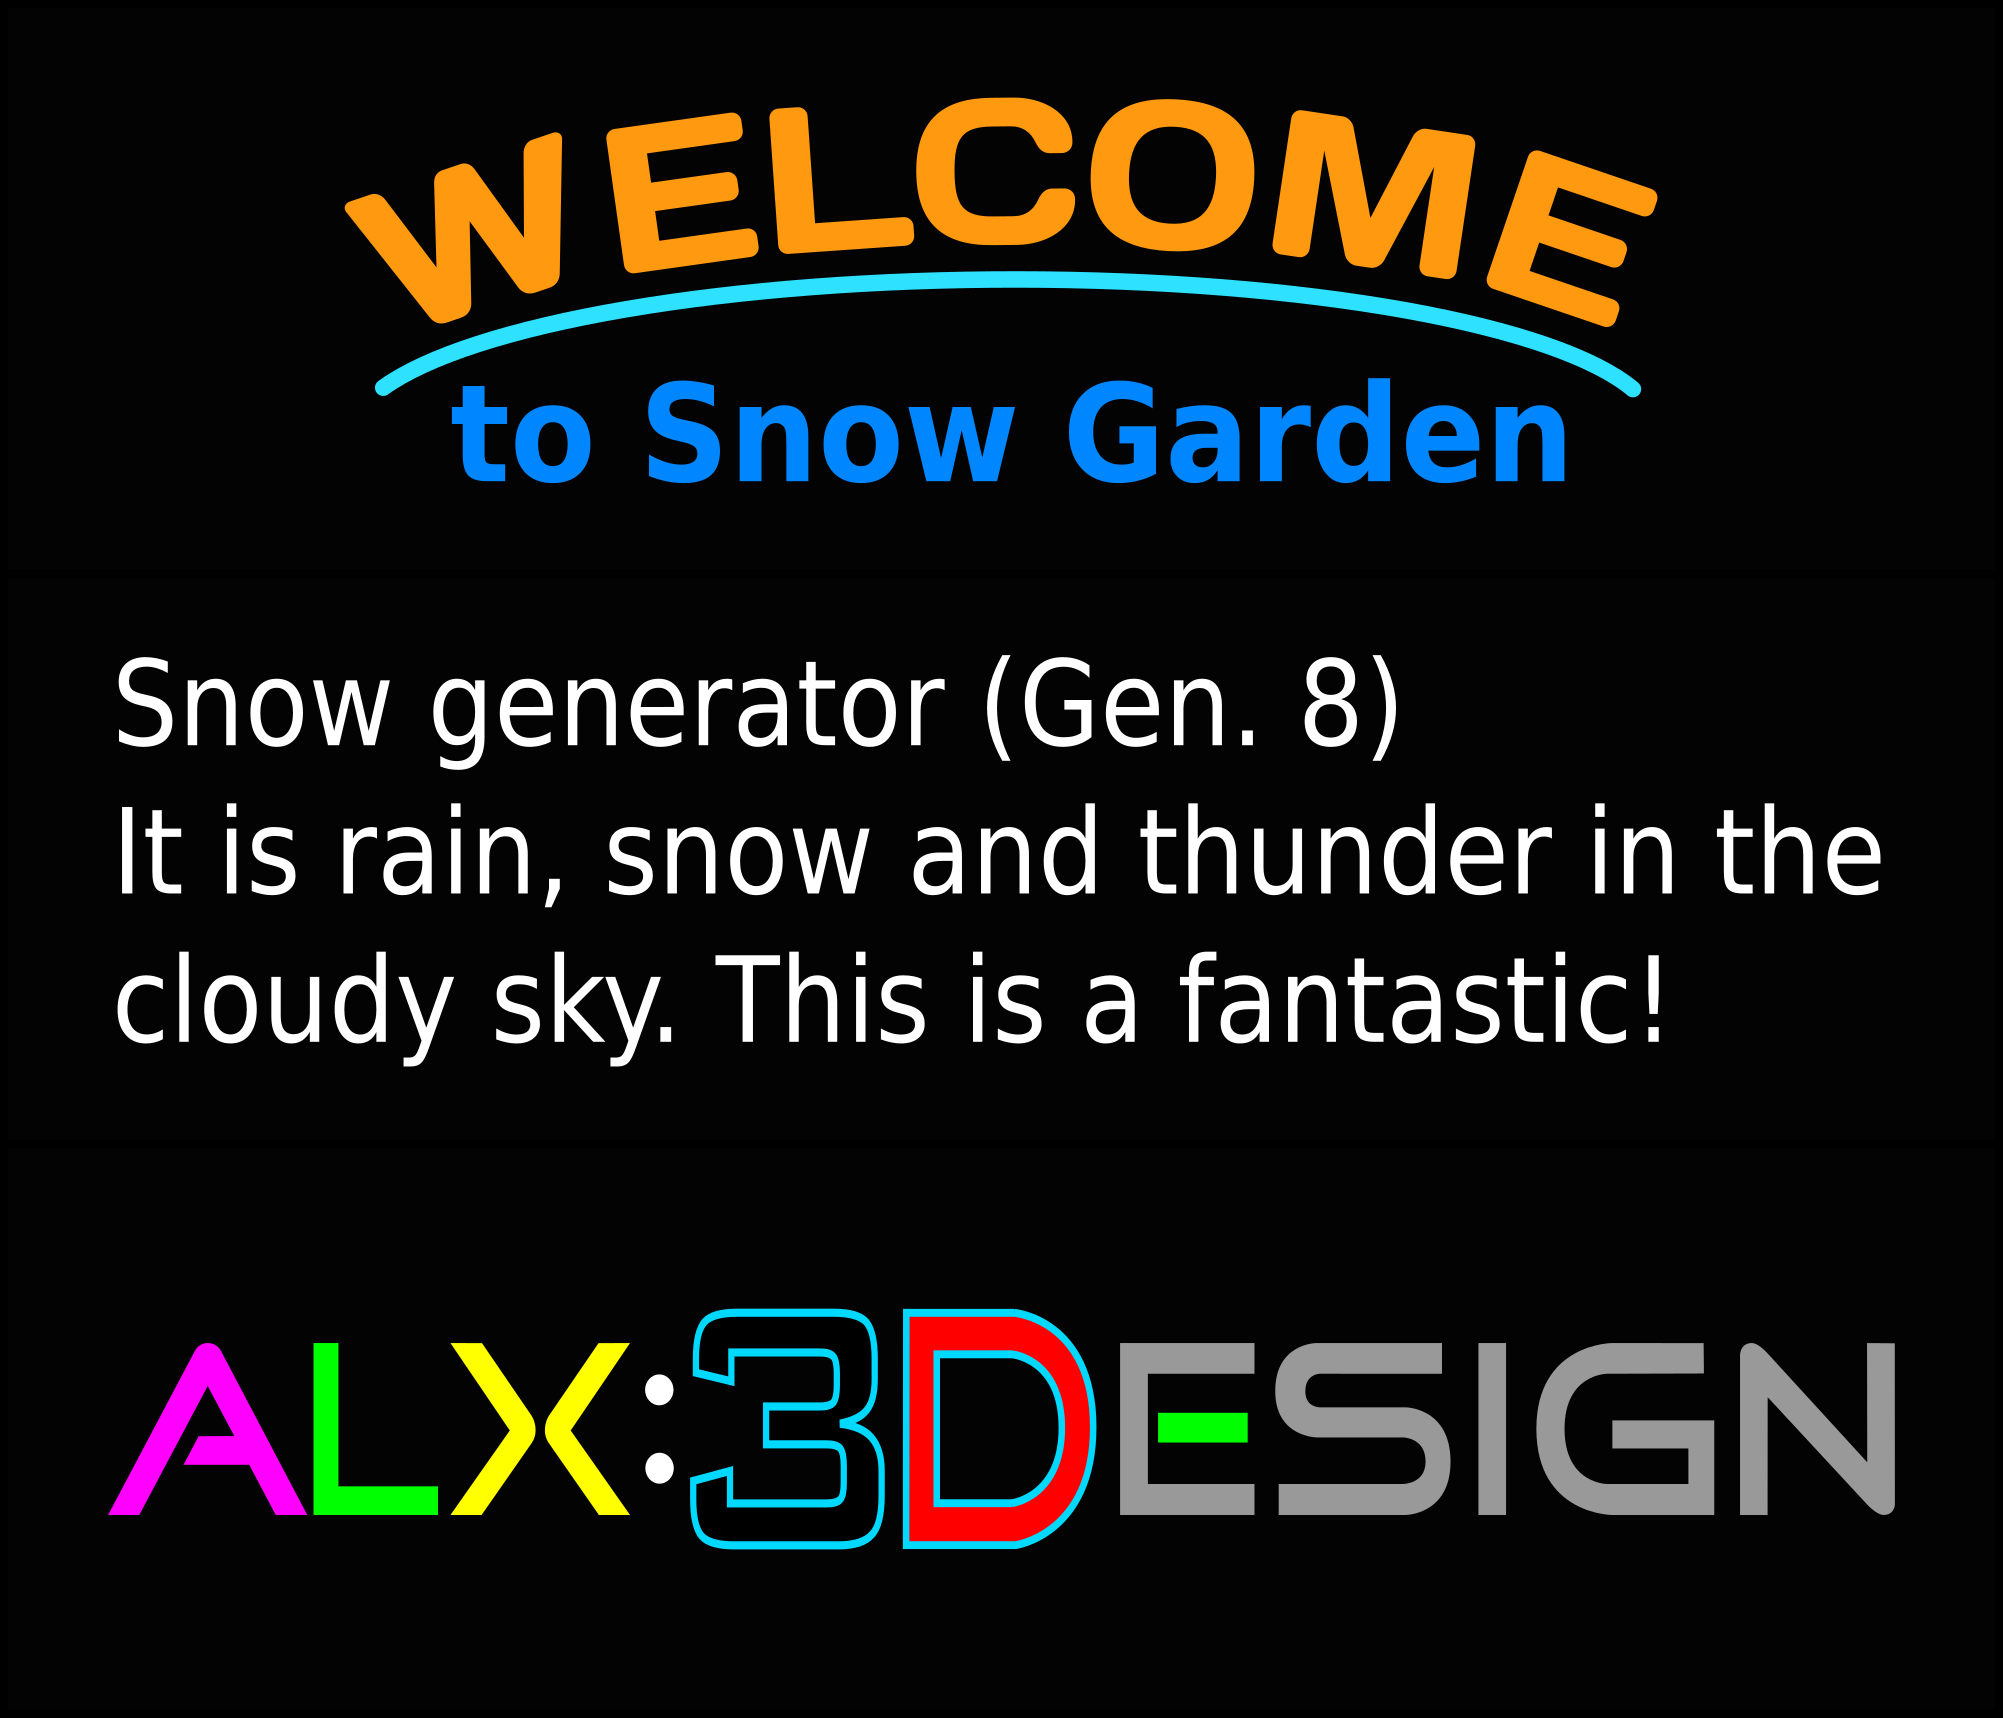 WELCOME
to Snow Garden
Snow generator (Gen. 8)
It is rain, snow and thunder in the
cloudy sky. This is a fantastic!
ALX:3DESIGN